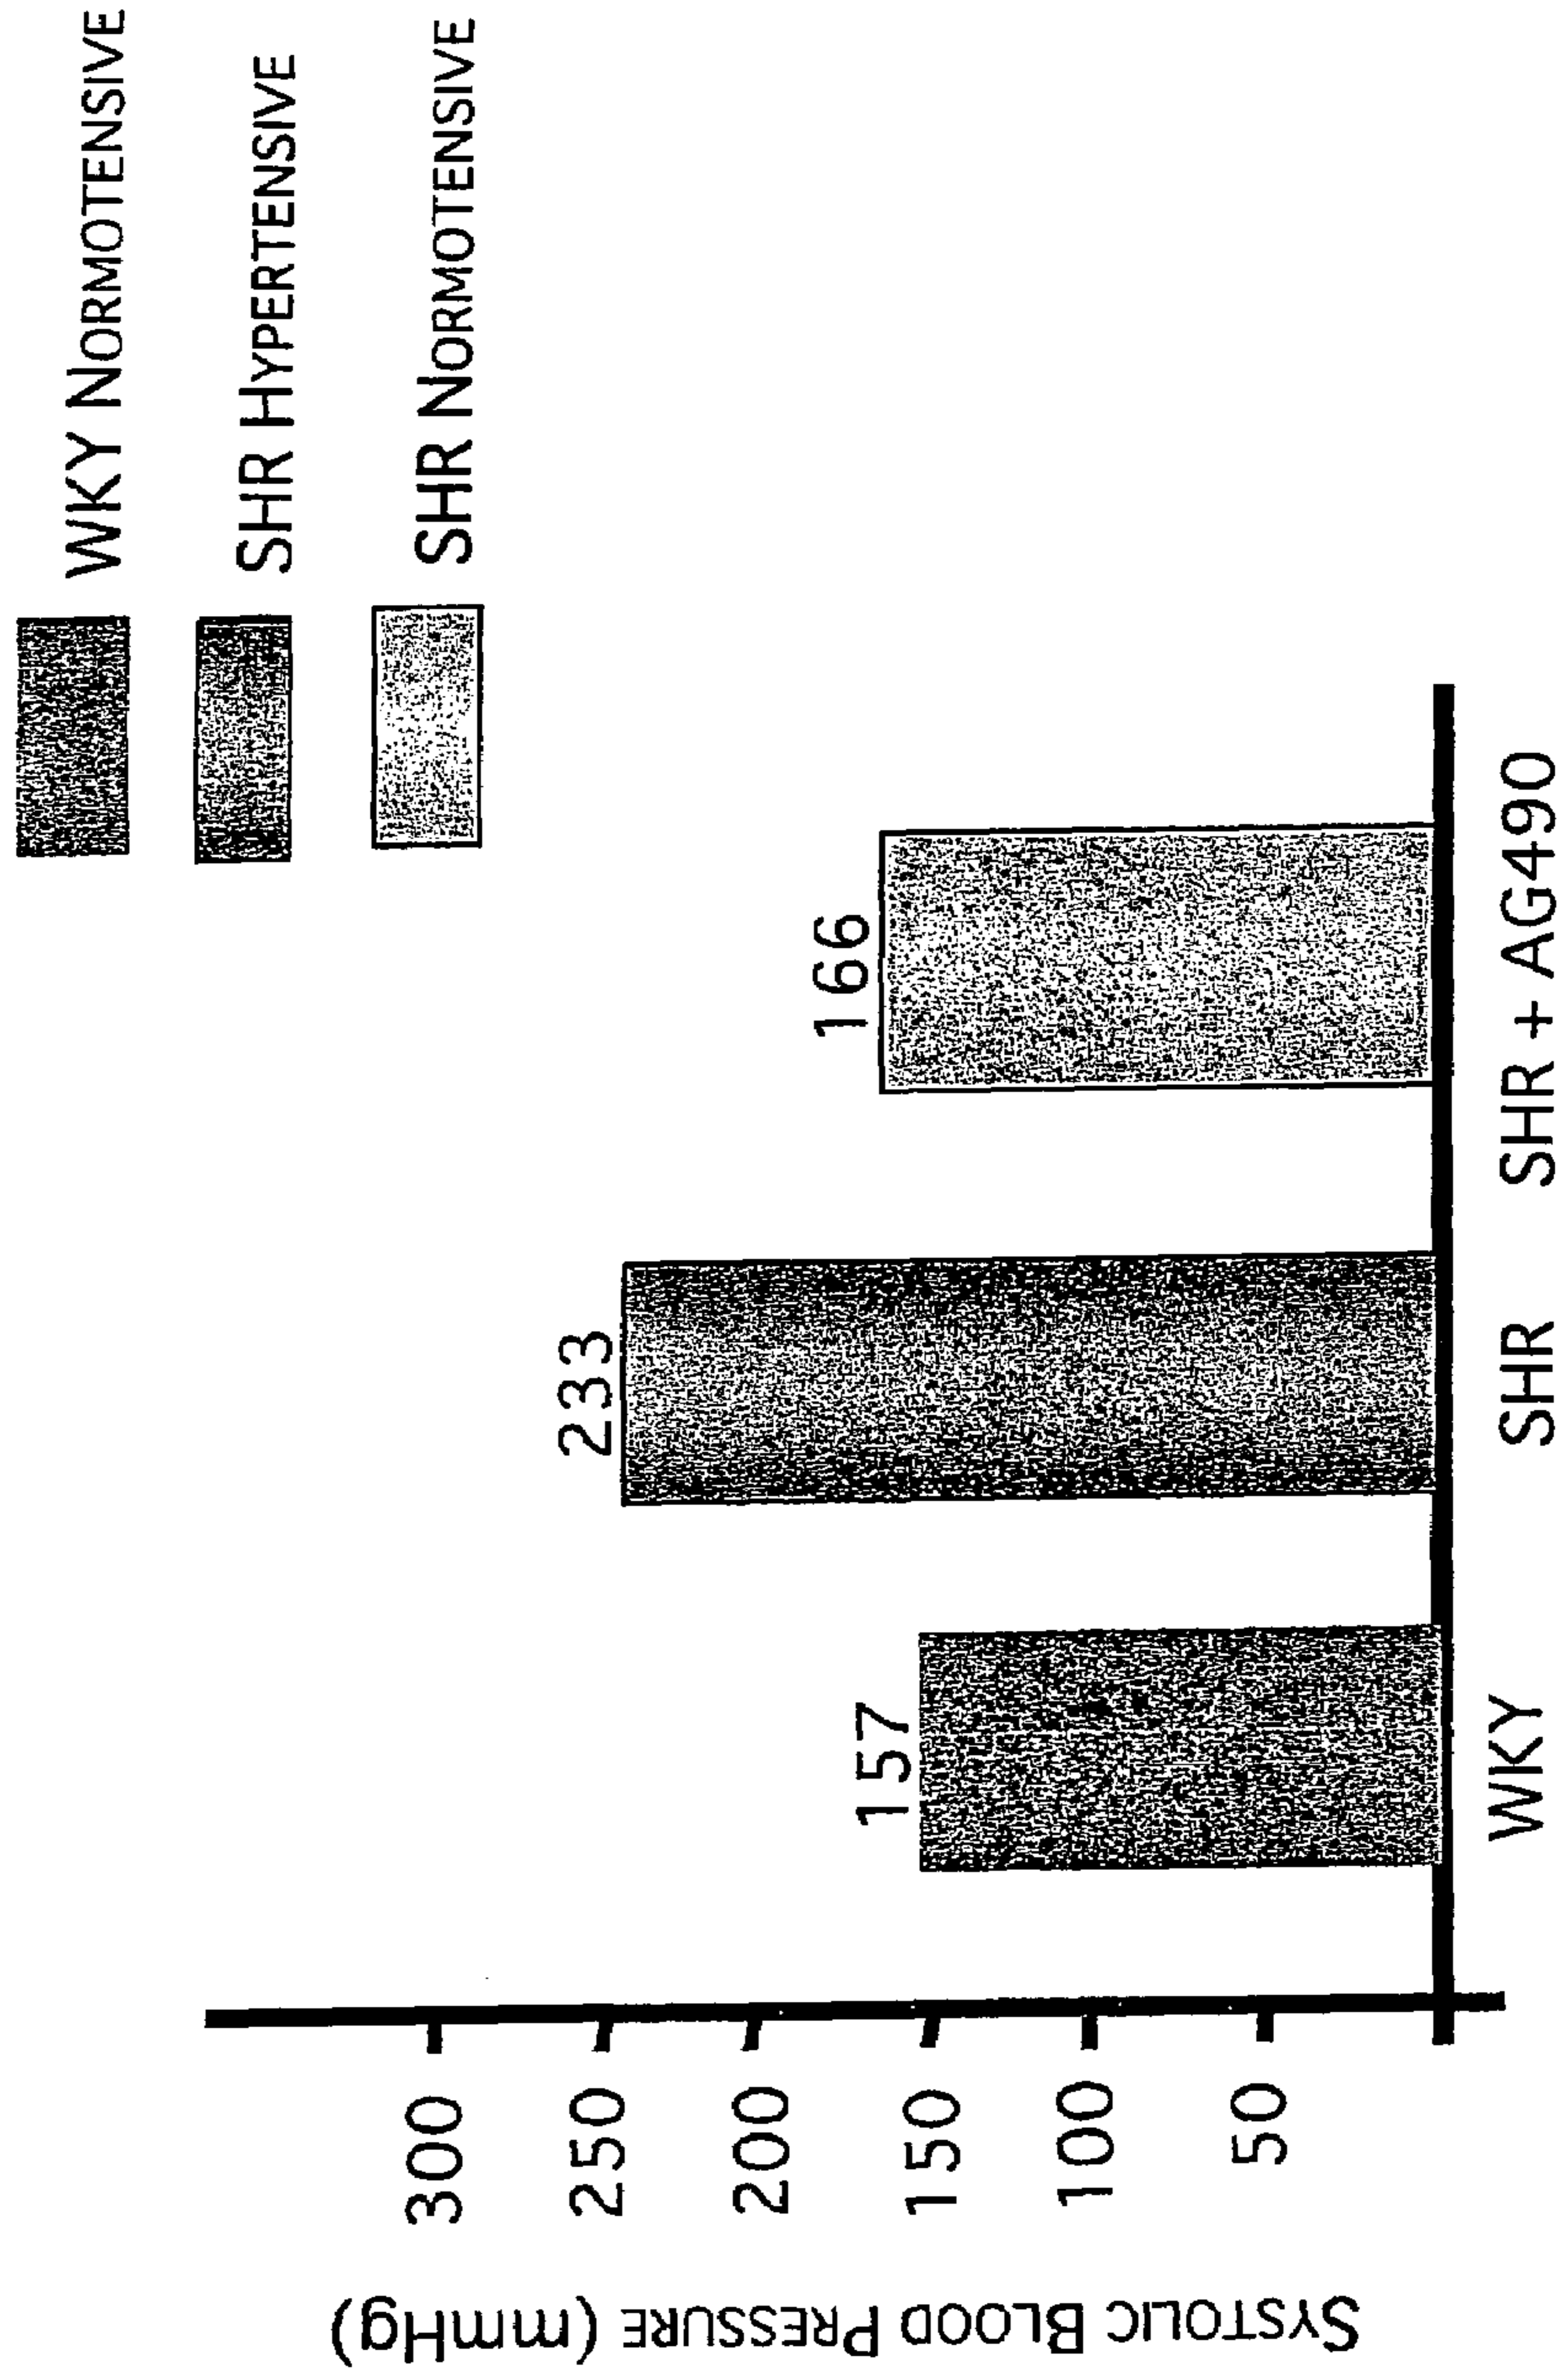 WKY NORMOTENSIVE
SHR HYPERTENSIVE
SHR NORMOTENSIVE
SYSTOLIC BLOOD PRESSURE (mmHg)
300
250
200
150
100
50
157
233
166
WKY
SHR
SHR + AG490